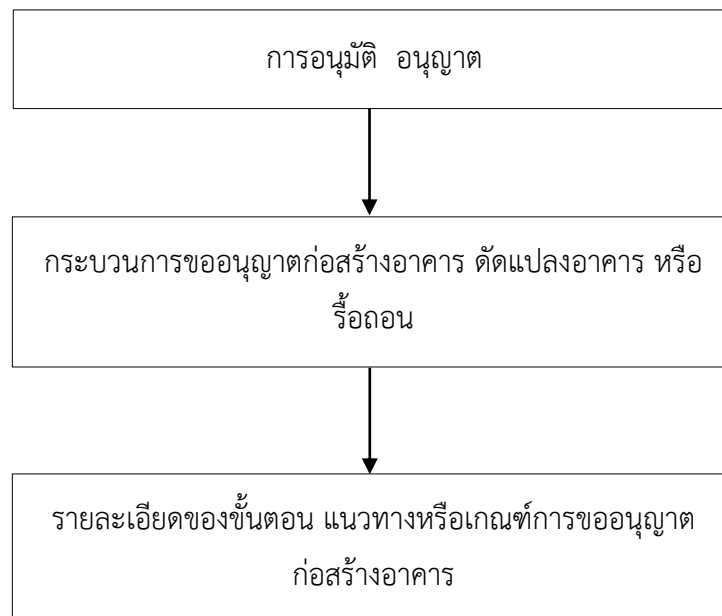 การอนุมัติ อนุญาต
กระบวนการขออนุญาตก่อสร้างอาคาร ดัดแปลงอาคาร หรือ
รื้อถอน
รายละเอียดของขั้นตอน แนวทางหรือเกณฑ์การขออนุญาต
ก่อสร้างอาคาร